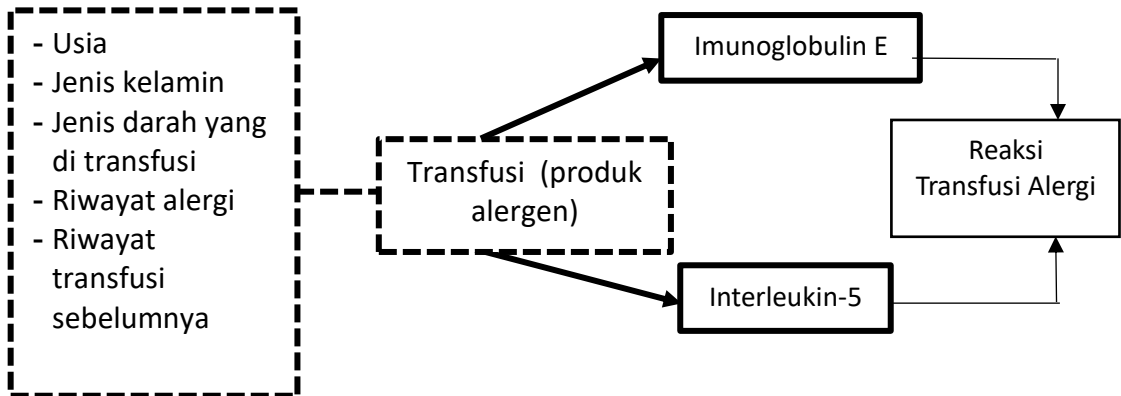 - Usia
- Jenis kelamin
- Jenis darah yang
di transfusi
- Riwayat alergi
- Riwayat
transfusi
sebelumnya
Transfusi (produk
alergen)
Imunoglobulin E
Interleukin-5
Reaksi
Transfusi Alergi